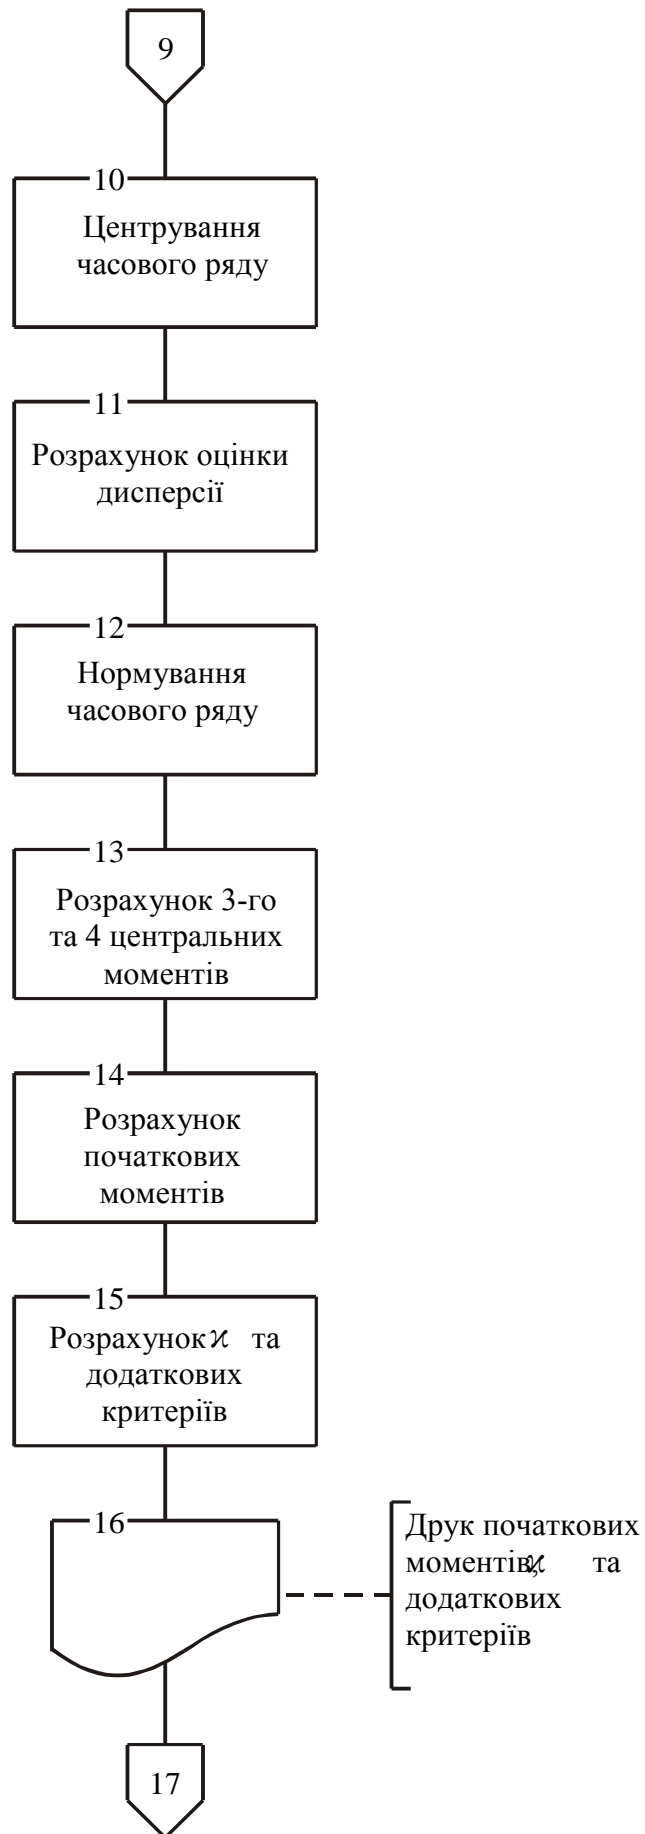 9
10
Центрування
часового ряду
11
Розрахунок оцінки
дисперсії
12
Нормування
часового ряду
13
Розрахунок 3-го
та 4 центральних
моментів
14
Розрахунок
початкових
моментів
15
Розрахунок ϰ та
додаткових
критеріїв
16
Друк початкових
моментів, ϰ та
додаткових
критеріїв
17